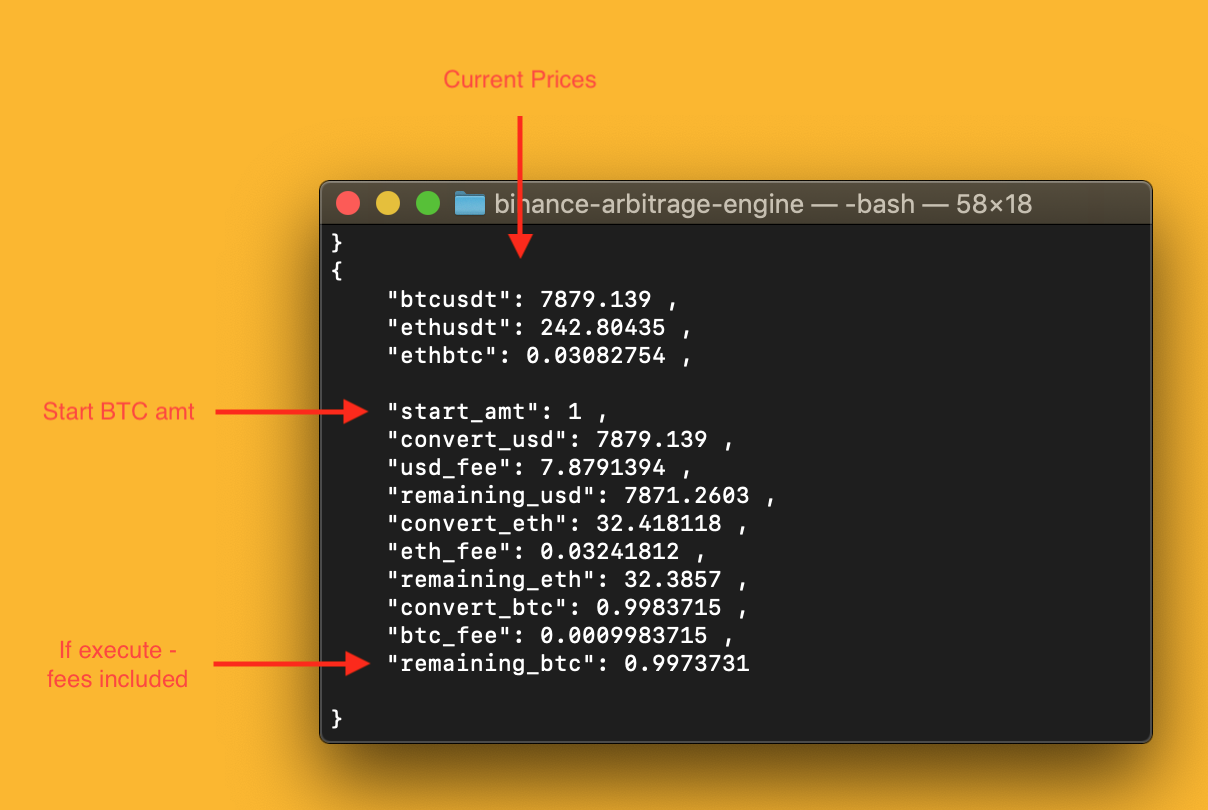 Current Prices
binance-arbitrage-engine — -bash — 58×18
}
{
"btcusdt": 7879.139 ,
"ethusdt": 242.80435 ,
"ethbtc": 0.03082754 ,
Start BTC amt
"start_amt": 1 ,
"convert_usd": 7879.139 ,
"usd_fee": 7.8791394 ,
"remaining_usd": 7871.2603 ,
"convert_eth": 32.418118 ,
"eth_fee": 0.03241812 ,
"remaining_eth": 32.3857 ,
"convert_btc": 0.9983715 ,
"btc_fee": 0.0009983715 ,
If execute -
fees included
"remaining_btc": 0.9973731
}